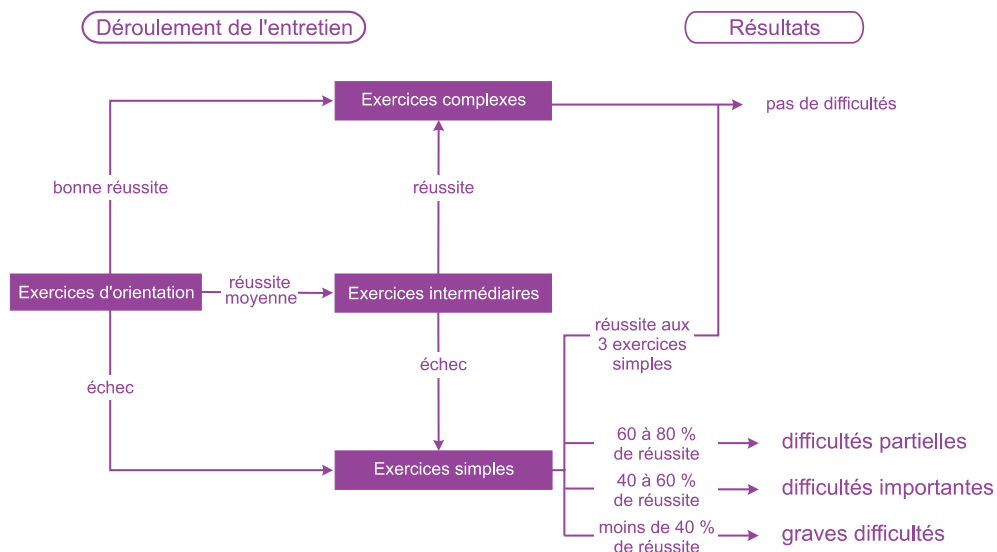 Déroulement de l'entretien
Résultats
Exercices complexes
pas de difficultés
bonne réussite
réussite
Exercices d'orientation
réussite
moyenne
Exercices intermédiaires
réussite aux
3 exercices
simples
échec
échec
60 à 80 %
de réussite
difficultés partielles
Exercices simples
40 à 60 %
de réussite
difficultés importantes
moins de 40 %
de réussite
graves difficultés